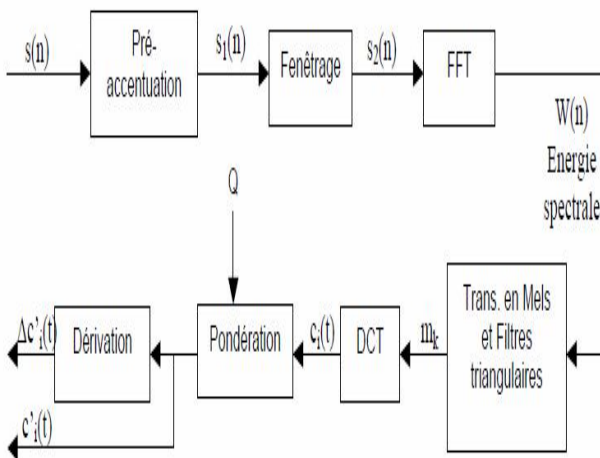 s(n)
Pré-
accentuation
s₁(n)
Fenêtrage
s₂(n)
FFT
W(n)
Energie
spectrale
Q
Trans. en Mels
et Filtres
triangulaires
mₖ
DCT
cᵢ(t)
Pondération
Dérivation
Δc'ᵢ(t)
c'ᵢ(t)